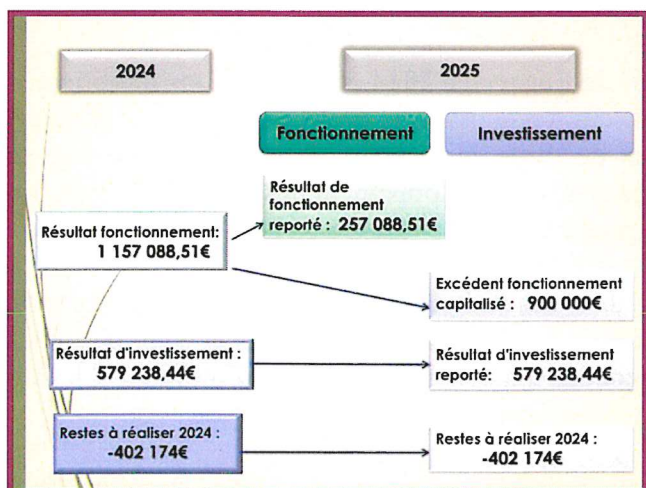 2024
2025
Fonctionnement
Investissement
Résultat de
fonctionnement
reporté : 257 088,51€
Résultat fonctionnement:
1 157 088,51€
Excédent fonctionnement
capitalisé : 900 000€
Résultat d'investissement :
579 238,44€
Résultat d'investissement
reporté: 579 238,44€
Restes à réaliser 2024 :
-402 174€
Restes à réaliser 2024 :
-402 174€